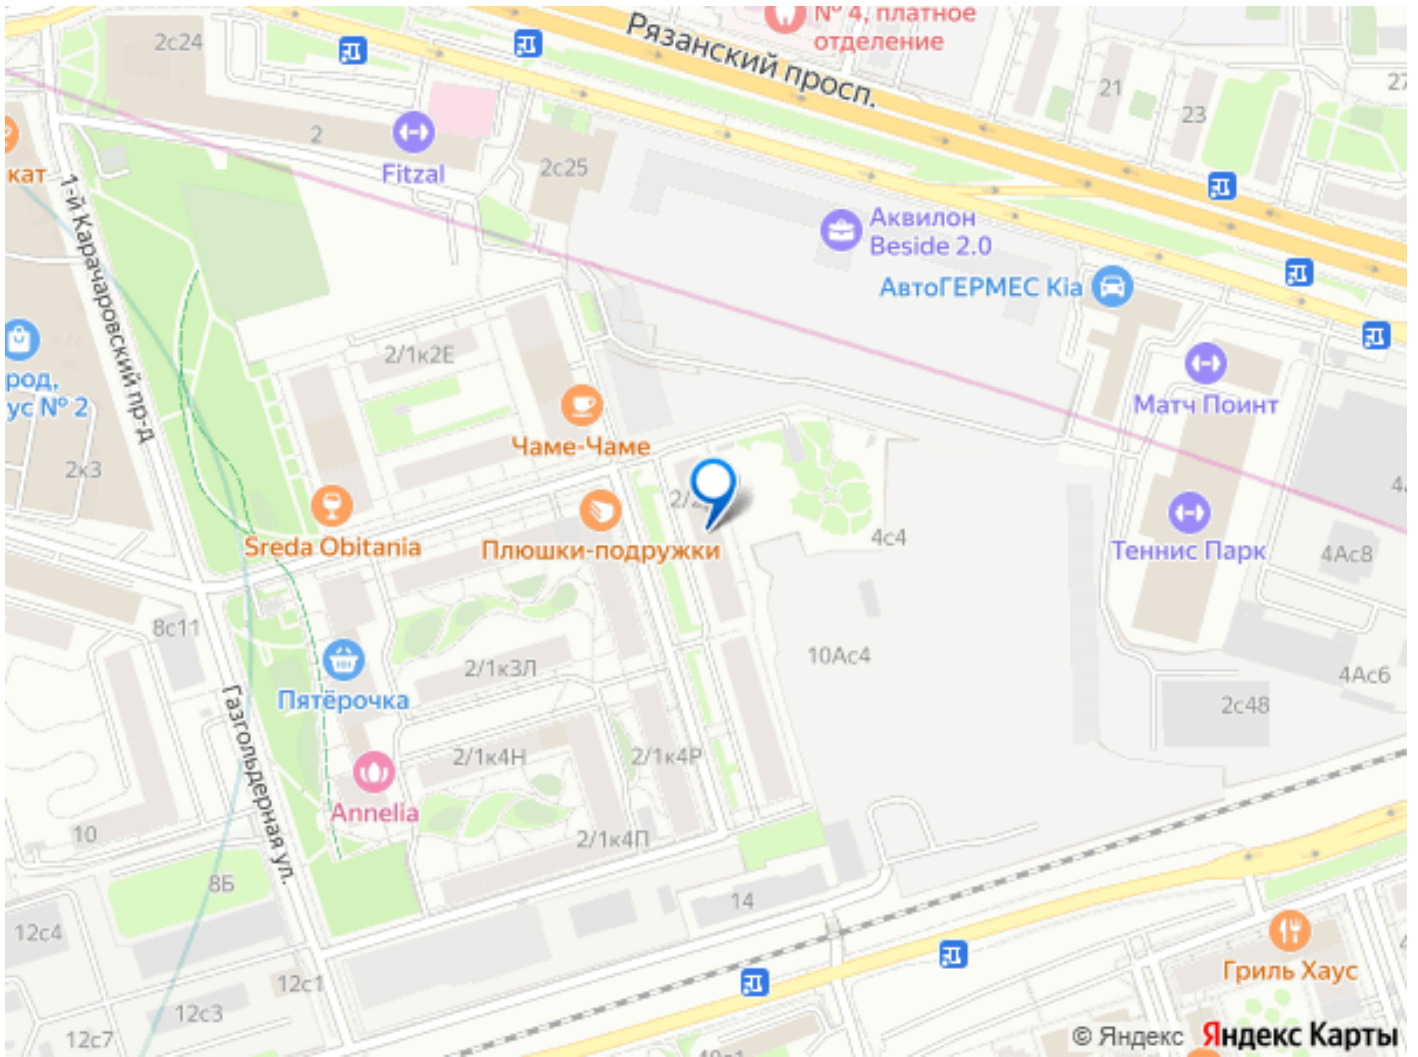 № 4, платное
отделение
Рязанский просп.
2с24
21
23
2
Fitzal
2с25
кат
Аквилон
Beside 2.0
АвтоГЕРМЕС Kia
1-й Карачаровский пр-д
2/1к2Е
род,
ус № 2
Матч Поинт
Чаме-Чаме
2к3
Sreda Obitania
Плюшки-подружки
4с4
Теннис Парк
4Ас8
8с11
10Ас4
2/1к3Л
4Ас6
Пятёрочка
2с48
Газгольдерная ул.
2/1к4Н
2/1к4Р
Annelia
10
2/1к4П
8Б
14
12с4
Гриль Хаус
12с1
12с3
12с7
© Яндекс Яндекс Карты